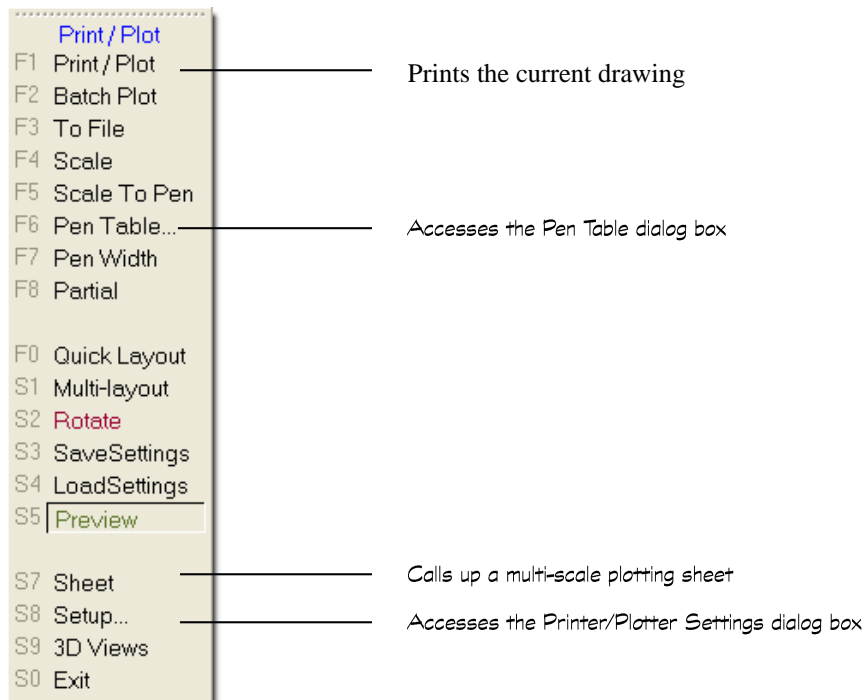 Print / Plot
F1 Print / Plot
Prints the current drawing
F2 Batch Plot
F3 To File
F4 Scale
F5 Scale To Pen
F6 Pen Table...
Accesses the Pen Table dialog box
F7 Pen Width
F8 Partial
F0 Quick Layout
S1 Multi-layout
S2 Rotate
S3 SaveSettings
S4 LoadSettings
S5 Preview
S7 Sheet
Calls up a multi-scale plotting sheet
S8 Setup...
Accesses the Printer/Plotter Settings dialog box
S9 3D Views
S0 Exit